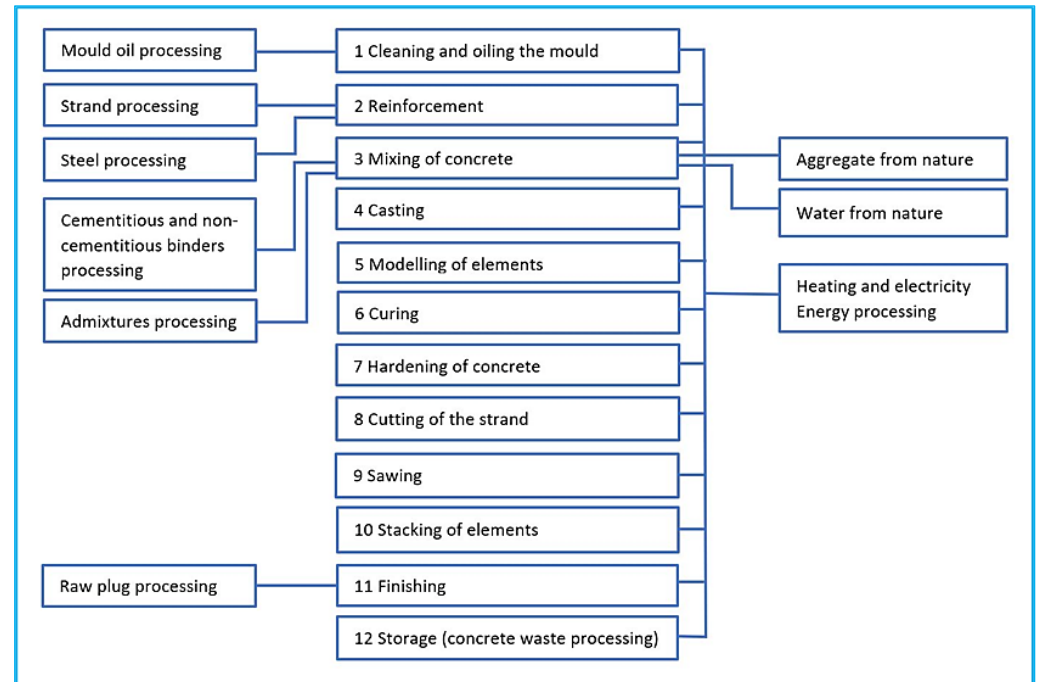 Mould oil processing
1 Cleaning and oiling the mould
Strand processing
2 Reinforcement
Steel processing
3 Mixing of concrete
Aggregate from nature
Cementitious and non-
cementitious binders
processing
4 Casting
Water from nature
5 Modelling of elements
Heating and electricity
Energy processing
Admixtures processing
6 Curing
7 Hardening of concrete
8 Cutting of the strand
9 Sawing
10 Stacking of elements
Raw plug processing
11 Finishing
12 Storage (concrete waste processing)